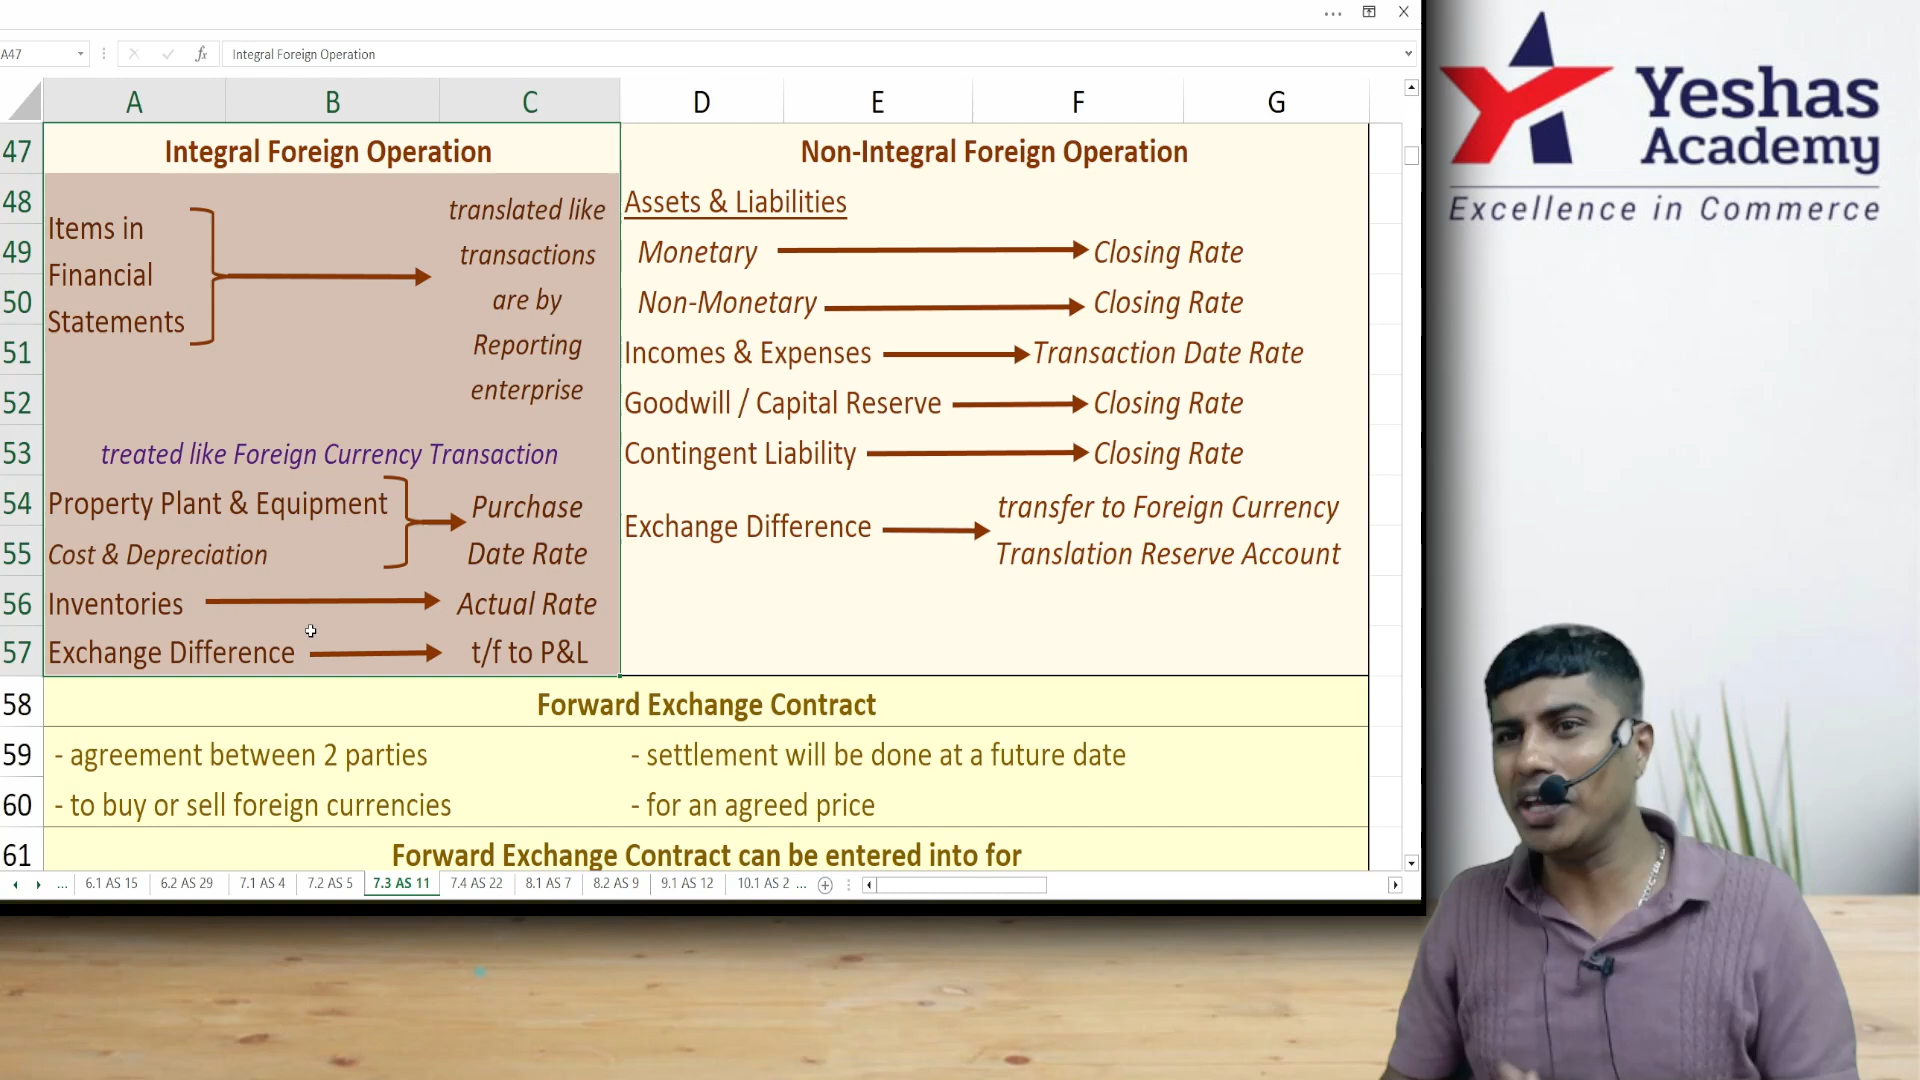 A47
fx
Integral Foreign Operation
A B C D E F G
47 Integral Foreign Operation Non-Integral Foreign Operation
48 Assets & Liabilities
49 Monetary Closing Rate
50 Non-Monetary Closing Rate
51 Incomes & Expenses Transaction Date Rate
52 Goodwill / Capital Reserve Closing Rate
53 Contingent Liability Closing Rate
54
55
Exchange Difference transfer to Foreign Currency
Translation Reserve Account
Items in
Financial
Statements
translated like
transactions
are by
Reporting
enterprise
treated like Foreign Currency Transaction
Property Plant & Equipment
Cost & Depreciation
Purchase
Date Rate
56 Inventories Actual Rate
57 Exchange Difference t/f to P&L
58 Forward Exchange Contract
59 - agreement between 2 parties - settlement will be done at a future date
60 - to buy or sell foreign currencies - for an agreed price
61 Forward Exchange Contract can be entered into for
... 6.1 AS 15 6.2 AS 29 7.1 AS 4 7.2 AS 5 7.3 AS 11 7.4 AS 22 8.1 AS 7 8.2 AS 9 9.1 AS 12 10.1 AS 2 ...
Yeshas
Academy
Excellence in Commerce